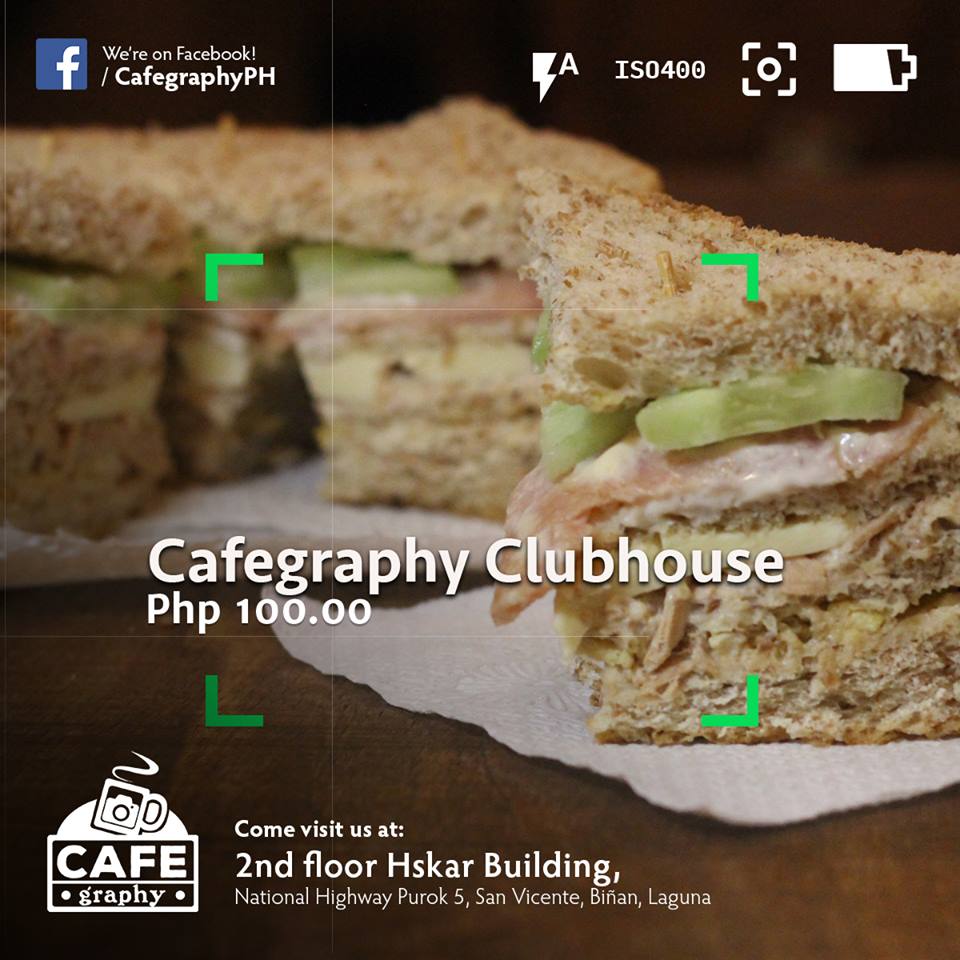 We're on Facebook!
/ CafegraphyPH
A
ISO400
Cafegraphy Clubhouse
Php 100.00
CAFE
• graphy •
Come visit us at:
2nd floor Hskar Building,
National Highway Purok 5, San Vicente, Biñan, Laguna